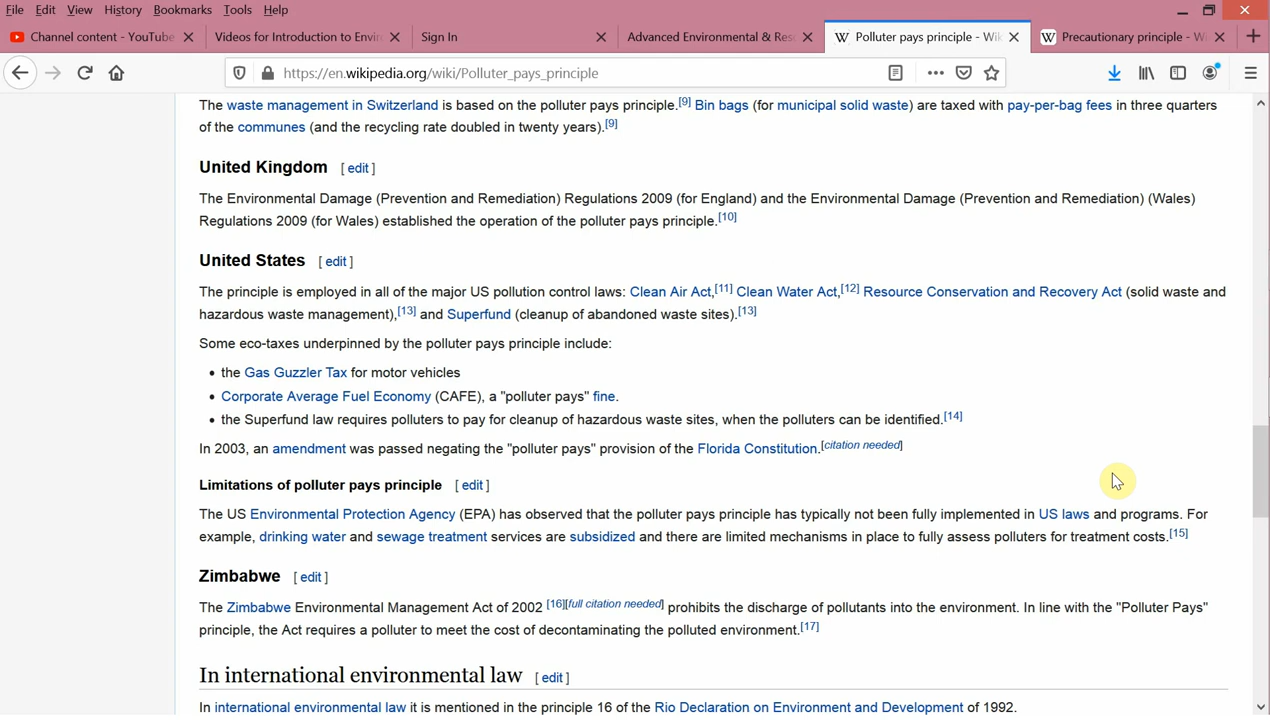 File Edit View History Bookmarks Tools Help
Channel content - YouTube
Videos for Introduction to Envir
Sign In
Advanced Environmental & Res
Polluter pays principle - Wik
Precautionary principle - Wi
https://en.wikipedia.org/wiki/Polluter_pays_principle
The waste management in Switzerland is based on the polluter pays principle.[9] Bin bags (for municipal solid waste) are taxed with pay-per-bag fees in three quarters
of the communes (and the recycling rate doubled in twenty years).[9]
United Kingdom [ edit ]
The Environmental Damage (Prevention and Remediation) Regulations 2009 (for England) and the Environmental Damage (Prevention and Remediation) (Wales)
Regulations 2009 (for Wales) established the operation of the polluter pays principle.[10]
United States [ edit ]
The principle is employed in all of the major US pollution control laws: Clean Air Act,[11] Clean Water Act,[12] Resource Conservation and Recovery Act (solid waste and
hazardous waste management),[13] and Superfund (cleanup of abandoned waste sites).[13]
Some eco-taxes underpinned by the polluter pays principle include:
• the Gas Guzzler Tax for motor vehicles
• Corporate Average Fuel Economy (CAFE), a "polluter pays" fine.
• the Superfund law requires polluters to pay for cleanup of hazardous waste sites, when the polluters can be identified.[14]
In 2003, an amendment was passed negating the "polluter pays" provision of the Florida Constitution.[citation needed]
Limitations of polluter pays principle [ edit ]
The US Environmental Protection Agency (EPA) has observed that the polluter pays principle has typically not been fully implemented in US laws and programs. For
example, drinking water and sewage treatment services are subsidized and there are limited mechanisms in place to fully assess polluters for treatment costs.[15]
Zimbabwe [ edit ]
The Zimbabwe Environmental Management Act of 2002 [16][full citation needed] prohibits the discharge of pollutants into the environment. In line with the "Polluter Pays"
principle, the Act requires a polluter to meet the cost of decontaminating the polluted environment.[17]
In international environmental law [ edit ]
In international environmental law it is mentioned in the principle 16 of the Rio Declaration on Environment and Development of 1992.